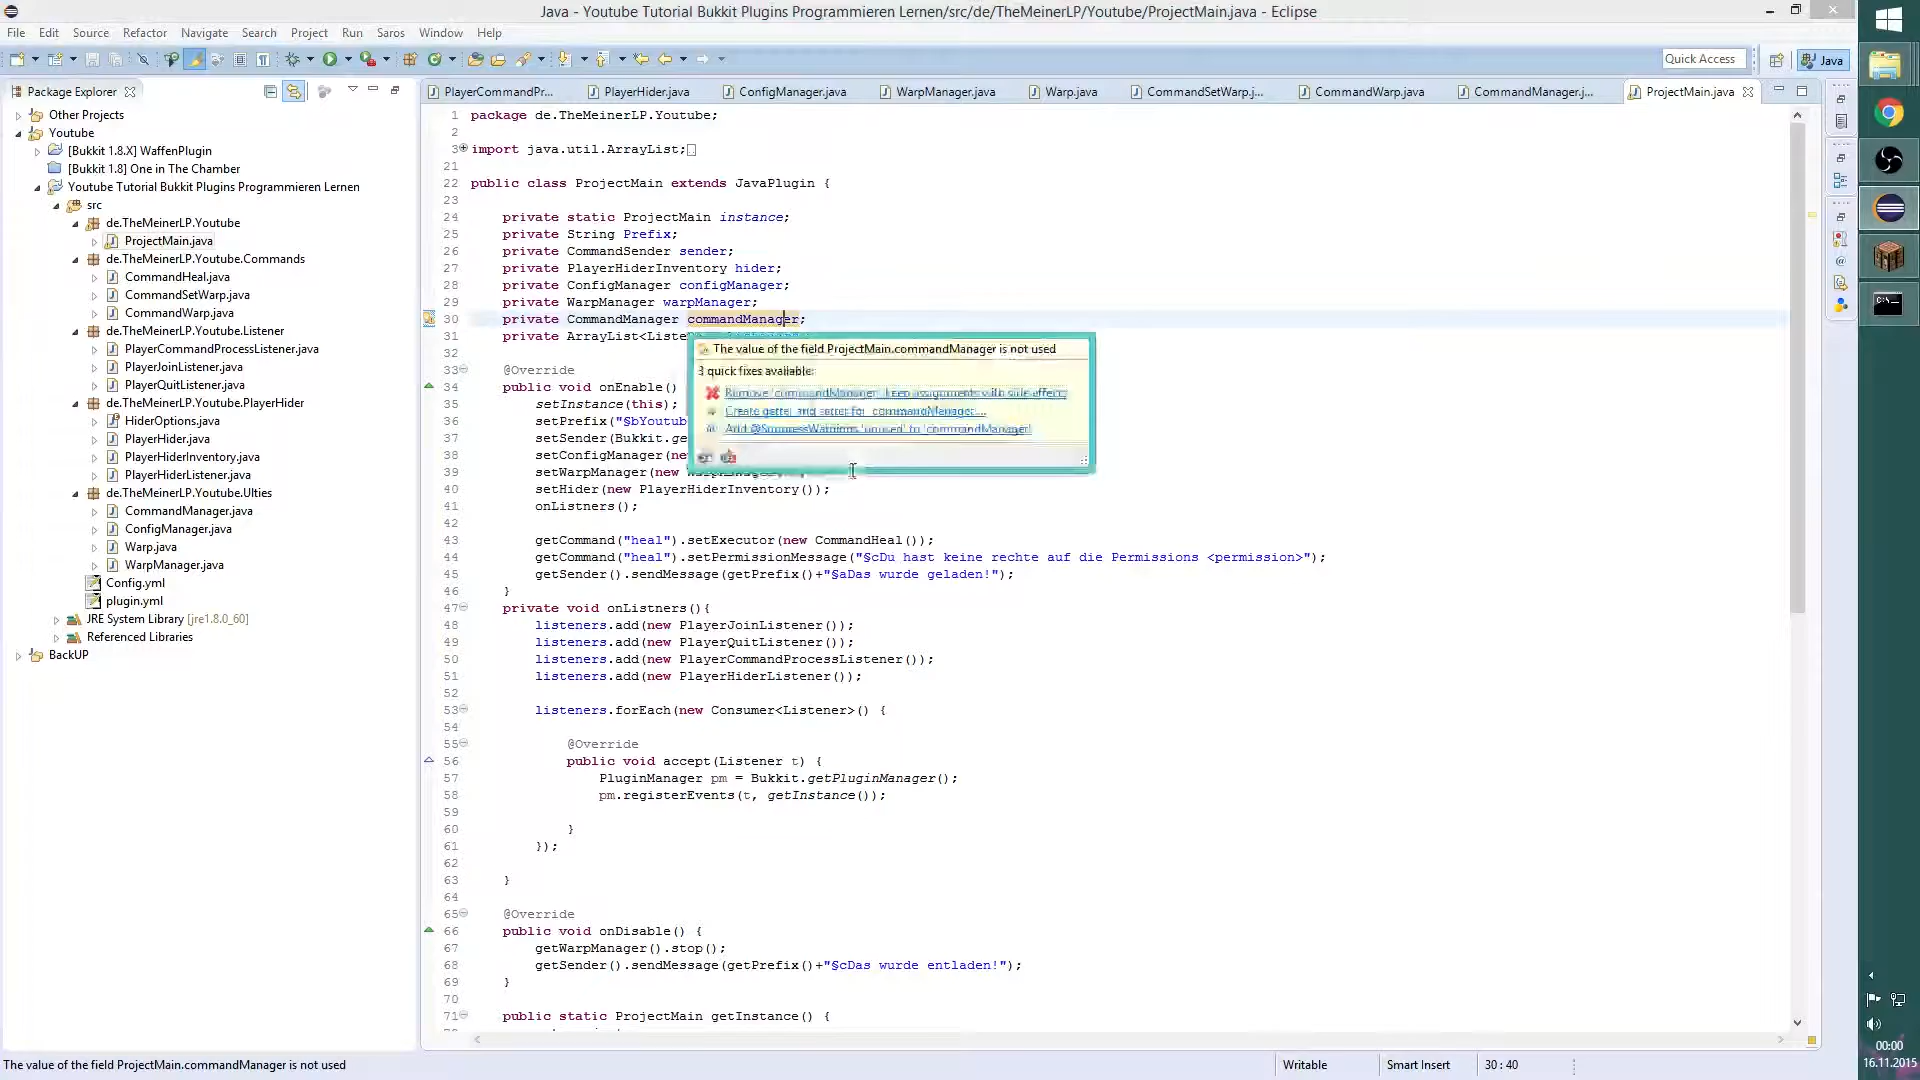 Java - Youtube Tutorial Bukkit Plugins Programmieren Lernen/src/de/TheMeinerLP/Youtube/ProjectMain.java - Eclipse
File Edit Source Refactor Navigate Search Project Run Saros Window Help
Quick Access
Java
Package Explorer
PlayerCommandPr...
PlayerHider.java
ConfigManager.java
WarpManager.java
Warp.java
CommandSetWarp.j...
CommandWarp.java
CommandManager.j...
ProjectMain.java
Other Projects
Youtube
[Bukkit 1.8.X] WaffenPlugin
[Bukkit 1.8] One in The Chamber
Youtube Tutorial Bukkit Plugins Programmieren Lernen
src
de.TheMeinerLP.Youtube
ProjectMain.java
de.TheMeinerLP.Youtube.Commands
CommandHeal.java
CommandSetWarp.java
CommandWarp.java
de.TheMeinerLP.Youtube.Listener
PlayerCommandProcessListener.java
PlayerJoinListener.java
PlayerQuitListener.java
de.TheMeinerLP.Youtube.PlayerHider
HiderOptions.java
PlayerHider.java
PlayerHiderInventory.java
PlayerHiderListener.java
de.TheMeinerLP.Youtube.Ulties
CommandManager.java
ConfigManager.java
Warp.java
WarpManager.java
Config.yml
plugin.yml
JRE System Library [jre1.8.0_60]
Referenced Libraries
BackUP
1 package de.TheMeinerLP.Youtube;
2
3 import java.util.ArrayList;
21
22 public class ProjectMain extends JavaPlugin {
23
24 private static ProjectMain instance;
25 private String Prefix;
26 private CommandSender sender;
27 private PlayerHiderInventory hider;
28 private ConfigManager configManager;
29 private WarpManager warpManager;
30 private CommandManager commandManager;
31 private ArrayList<Liste
32
33 @Override
34 public void onEnable()
35 setInstance(this);
36 setPrefix("§bYoutub
37 setSender(Bukkit.ge
38 setConfigManager(ne
39 setWarpManager(new
40 setHider(new PlayerHiderInventory());
41 onListners();
42
43 getCommand("heal").setExecutor(new CommandHeal());
44 getCommand("heal").setPermissionMessage("§cDu hast keine rechte auf die Permissions <permission>");
45 getSender().sendMessage(getPrefix()+"§aDas wurde geladen!");
46 }
47 private void onListners(){
48 listeners.add(new PlayerJoinListener());
49 listeners.add(new PlayerQuitListener());
50 listeners.add(new PlayerCommandProcessListener());
51 listeners.add(new PlayerHiderListener());
52
53 listeners.forEach(new Consumer<Listener>() {
54
55 @Override
56 public void accept(Listener t) {
57 PluginManager pm = Bukkit.getPluginManager();
58 pm.registerEvents(t, getInstance());
59
60 }
61 });
62
63 }
64
65 @Override
66 public void onDisable() {
67 getWarpManager().stop();
68 getSender().sendMessage(getPrefix()+"§cDas wurde entladen!");
69 }
70
71 public static ProjectMain getInstance() {
The value of the field ProjectMain.commandManager is not used
3 quick fixes available:
Remove 'commandManager', keep assignments with side effects
Create getter and setter for 'commandManager'...
Add @SuppressWarnings 'unused' to 'commandManager'
The value of the field ProjectMain.commandManager is not used
Writable
Smart Insert
30 : 40
00:00
16.11.2015